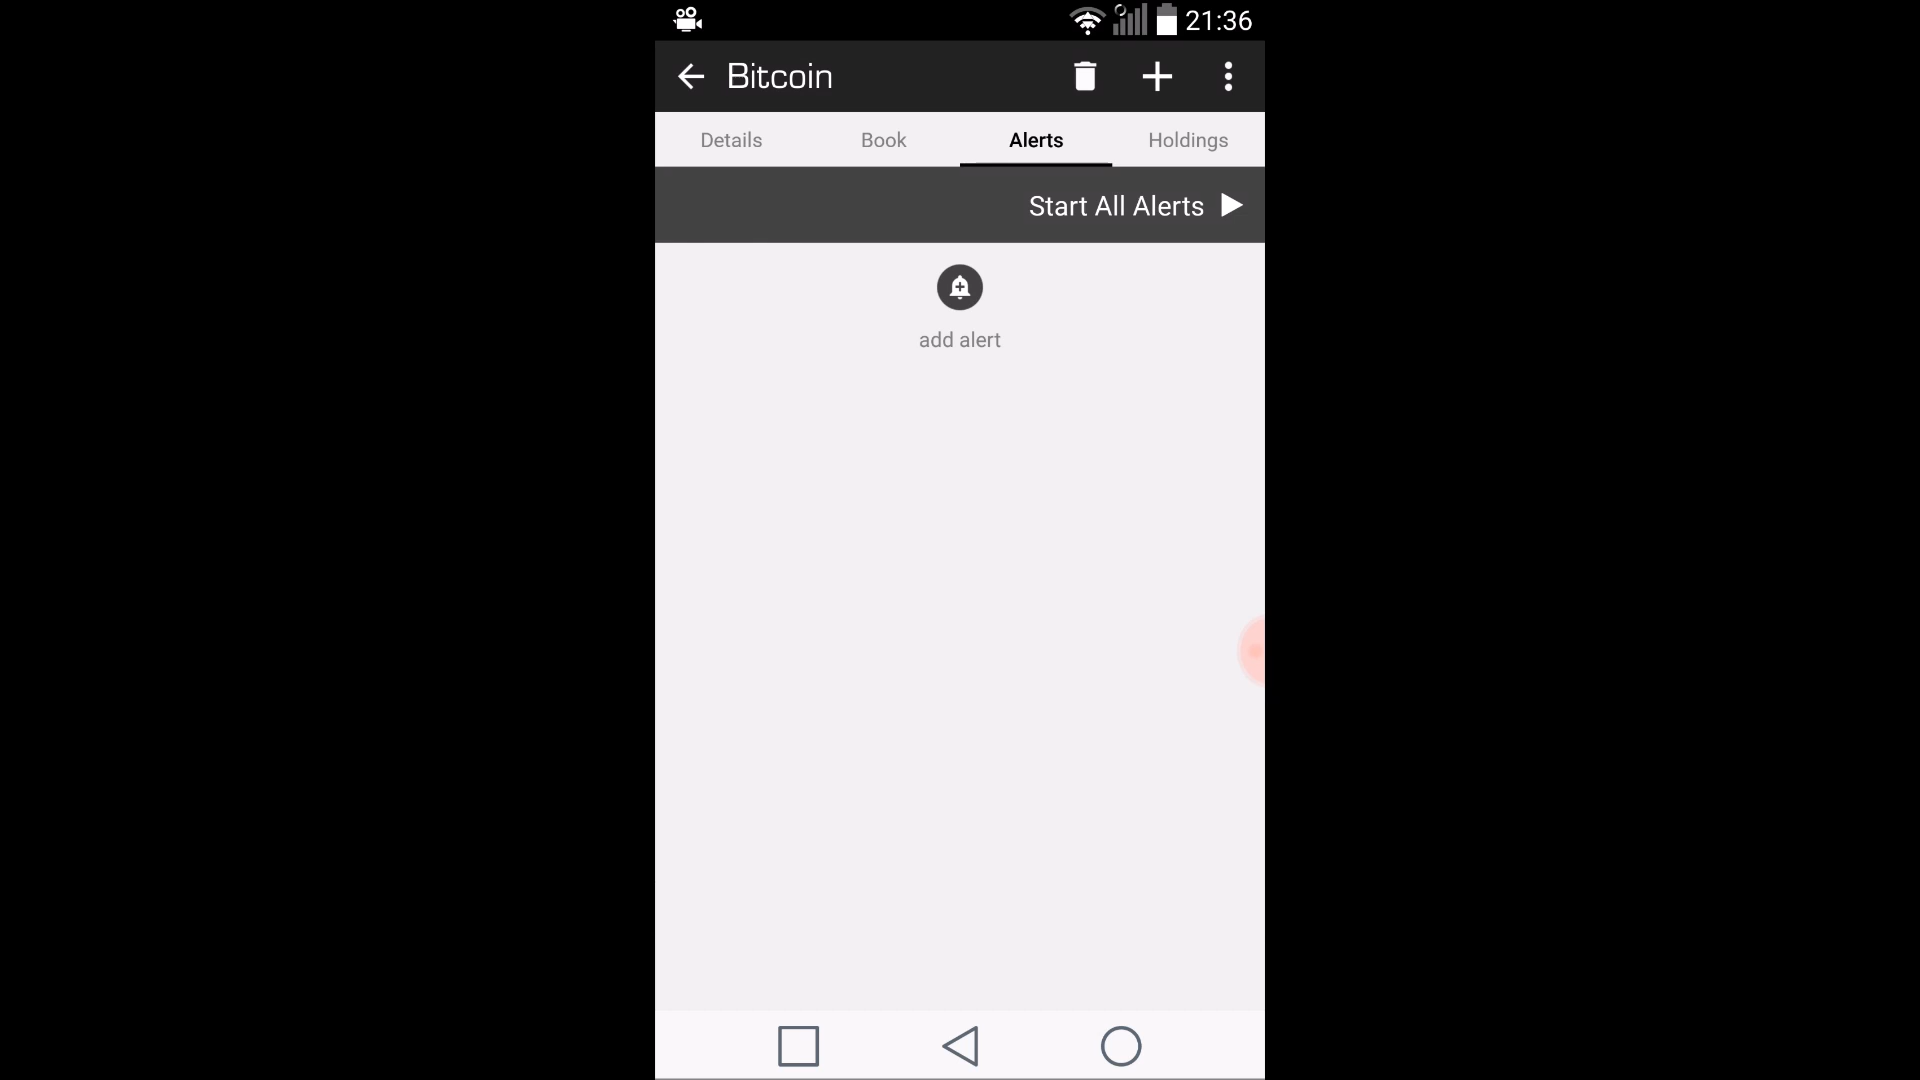 21:36
Bitcoin
Details Book Alerts Holdings
Start All Alerts
add alert